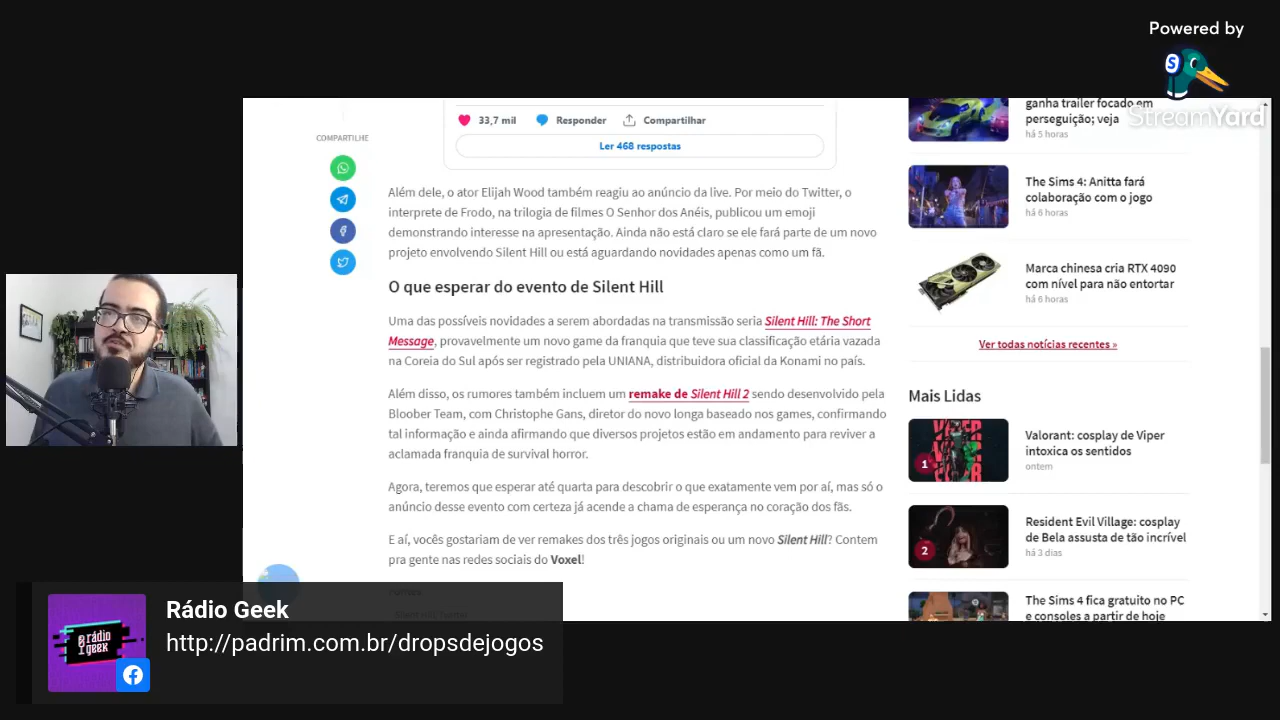 Powered by
StreamYard
COMPARTILHE
33,7 mil
Responder
Compartilhar
Ler 468 respostas
Além dele, o ator Elijah Wood também reagiu ao anúncio da live. Por meio do Twitter, o
interprete de Frodo, na trilogia de filmes O Senhor dos Anéis, publicou um emoji
demonstrando interesse na apresentação. Ainda não está claro se ele fará parte de um novo
projeto envolvendo Silent Hill ou está aguardando novidades apenas como um fã.
O que esperar do evento de Silent Hill
Uma das possíveis novidades a serem abordadas na transmissão seria Silent Hill: The Short
Message, provavelmente um novo game da franquia que teve sua classificação etária vazada
na Coreia do Sul após ser registrado pela UNIANA, distribuidora oficial da Konami no país.
Além disso, os rumores também incluem um remake de Silent Hill 2 sendo desenvolvido pela
Bloober Team, com Christophe Gans, diretor do novo longa baseado nos games, confirmando
tal informação e ainda afirmando que diversos projetos estão em andamento para reviver a
aclamada franquia de survival horror.
Agora, teremos que esperar até quarta para descobrir o que exatamente vem por aí, mas só o
anúncio desse evento com certeza já acende a chama de esperança no coração dos fãs.
E aí, vocês gostariam de ver remakes dos três jogos originais ou um novo Silent Hill? Contem
pra gente nas redes sociais do Voxel!
ganha trailer focado em
perseguição; veja
há 5 horas
The Sims 4: Anitta fará
colaboração com o jogo
há 6 horas
Marca chinesa cria RTX 4090
com nível para não entortar
há 6 horas
Ver todas notícias recentes »
Mais Lidas
1
Valorant: cosplay de Viper
intoxica os sentidos
ontem
2
Resident Evil Village: cosplay
de Bela assusta de tão incrível
há 3 dias
The Sims 4 fica gratuito no PC
e consoles a partir de hoje
rádio
geek
Rádio Geek
http://padrim.com.br/dropsdejogos